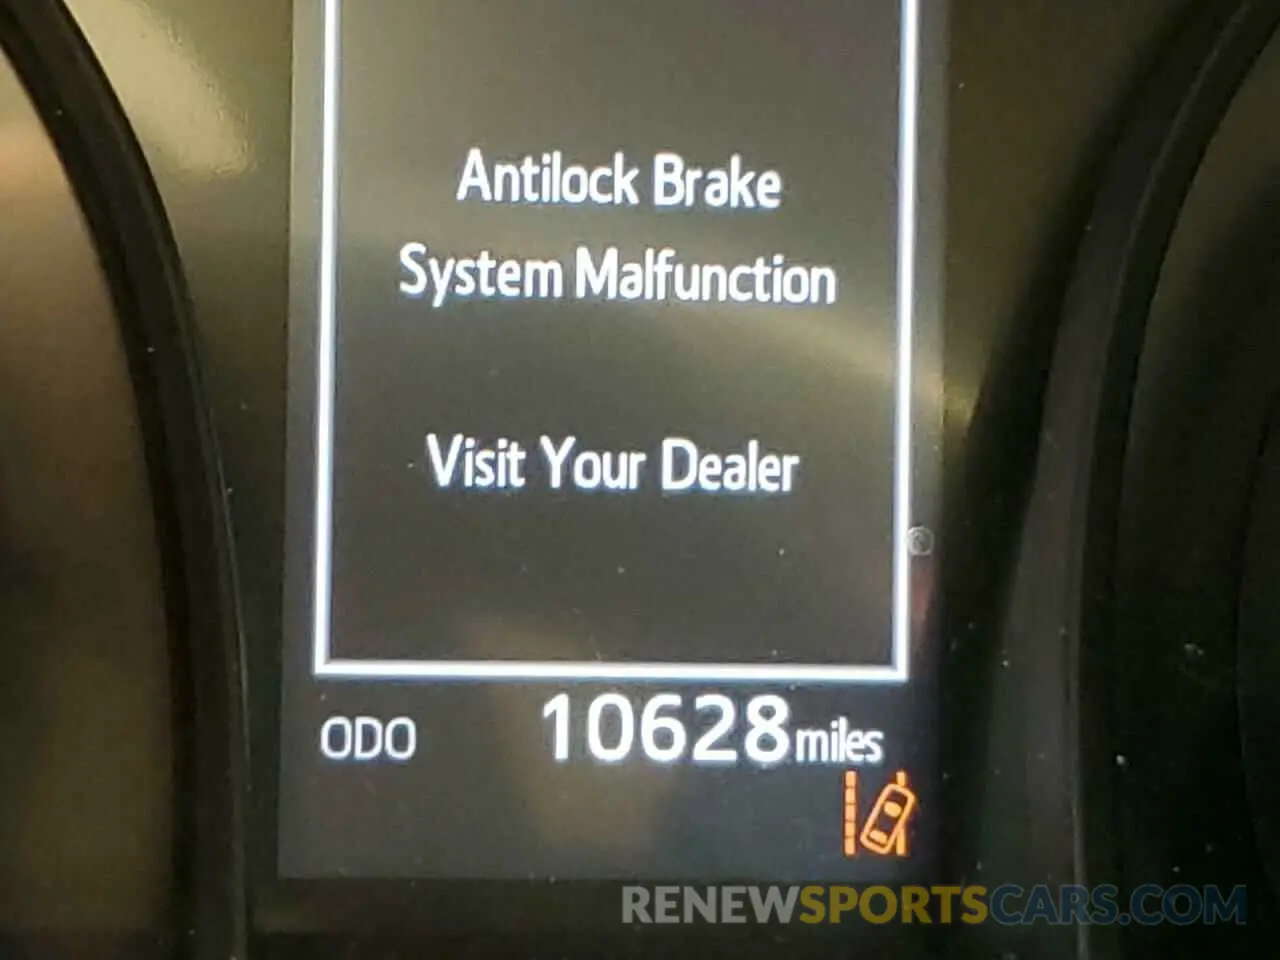 Antilock Brake
System Malfunction
Visit Your Dealer
ODO 10628 miles
RENEWSPORTSCARS.COM